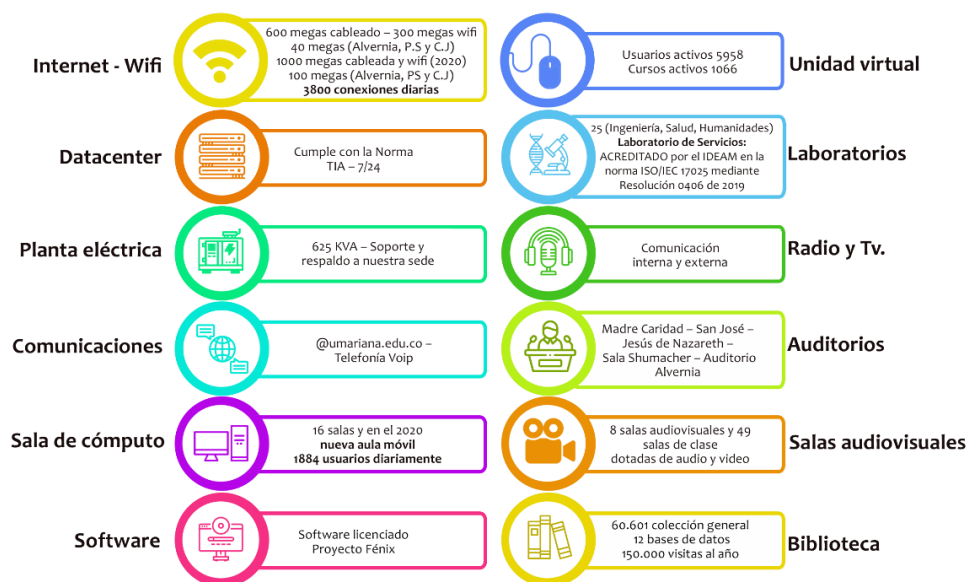 Internet - Wifi
600 megas cableado – 300 megas wifi
40 megas (Alvernia, P.S y C.J)
1000 megas cableada y wifi (2020)
100 megas (Alvernia, PS y C.J)
3800 conexiones diarias
Usuarios activos 5958
Cursos activos 1066
Unidad virtual
Datacenter
Cumple con la Norma
TIA – 7/24
25 (Ingeniería, Salud, Humanidades)
Laboratorio de Servicios:
ACREDITADO por el IDEAM en la
norma ISO/IEC 17025 mediante
Resolución 0406 de 2019
Laboratorios
Planta eléctrica
625 KVA – Soporte y
respaldo a nuestra sede
Comunicación
interna y externa
Radio y Tv.
Comunicaciones
@umariana.edu.co –
Telefonía Voip
Madre Caridad – San José –
Jesús de Nazareth –
Sala Shumacher – Auditorio
Alvernia
Auditorios
Sala de cómputo
16 salas y en el 2020
nueva aula móvil
1884 usuarios diariamente
8 salas audiovisuales y 49
salas de clase
dotadas de audio y video
Salas audiovisuales
Software
Software licenciado
Proyecto Fénix
60.601 colección general
12 bases de datos
150.000 visitas al año
Biblioteca